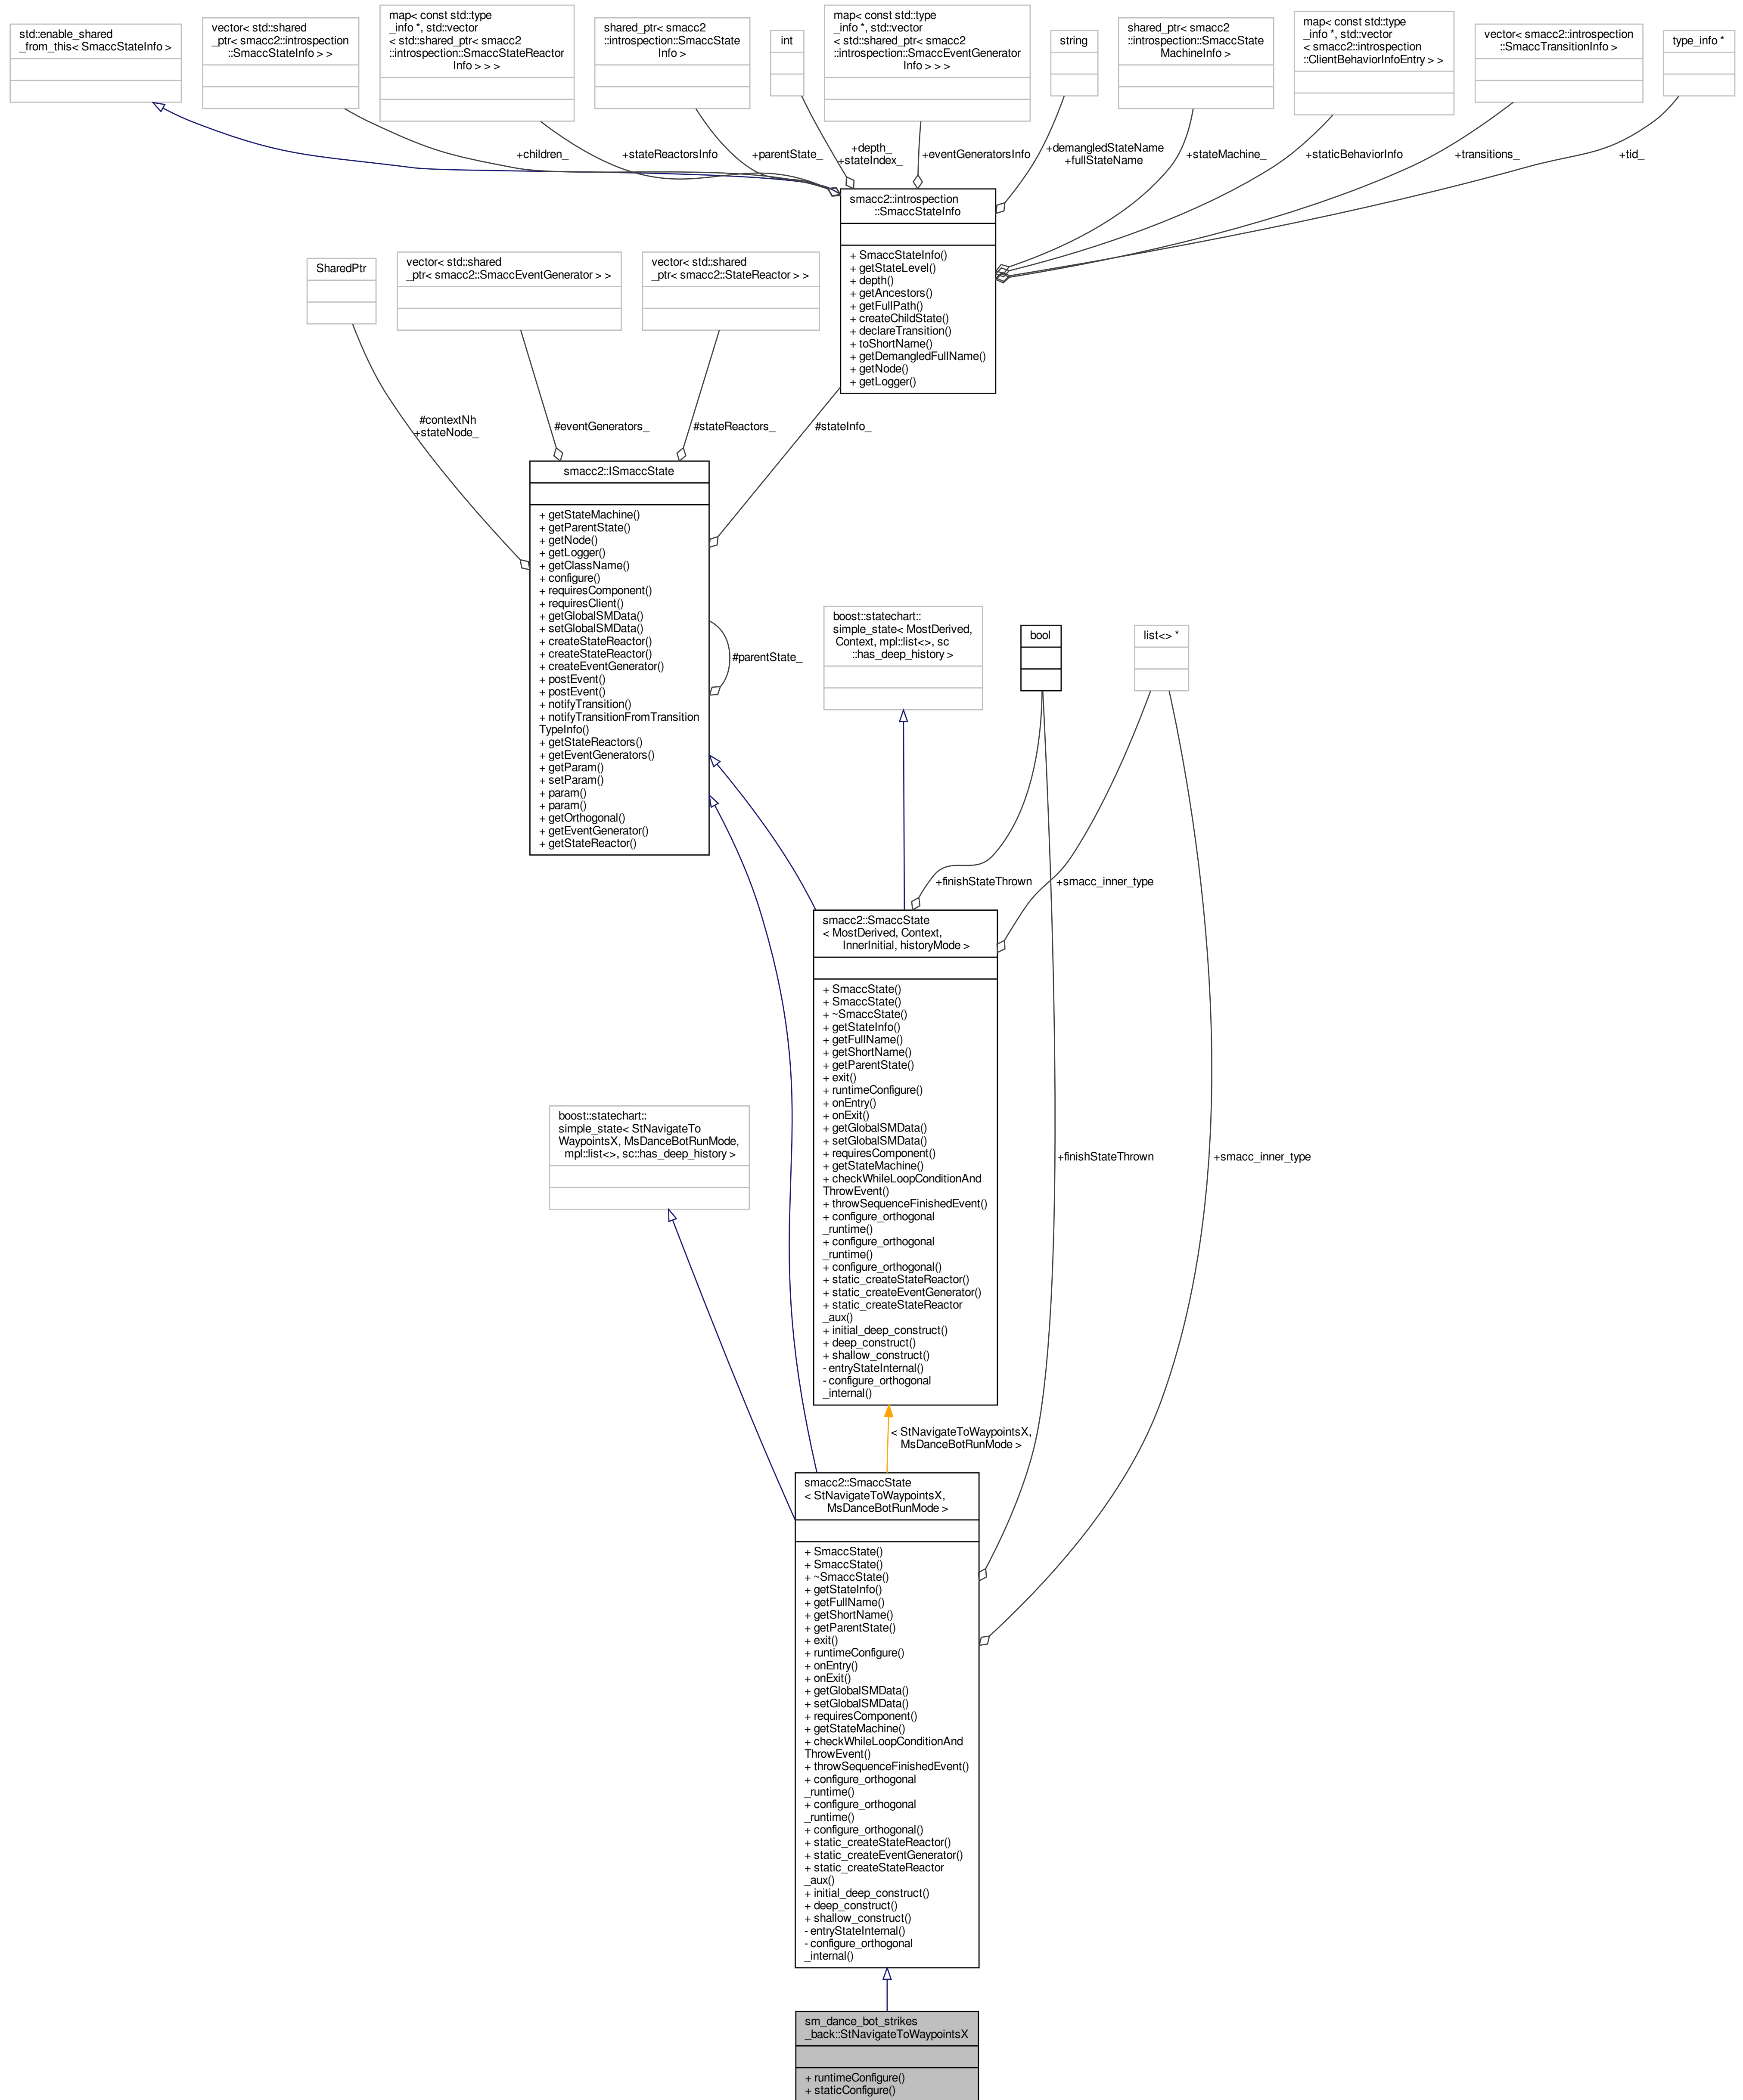 std::enable_shared
_from_this< SmaccStateInfo >
vector< std::shared
_ptr< smacc2::introspection
::SmaccStateInfo > >
map< const std::type
_info *, std::vector
< std::shared_ptr< smacc2
::introspection::SmaccStateReactor
Info > > >
shared_ptr< smacc2
::introspection::SmaccState
Info >
int
map< const std::type
_info *, std::vector
< std::shared_ptr< smacc2
::introspection::SmaccEventGenerator
Info > > >
string
shared_ptr< smacc2
::introspection::SmaccState
MachineInfo >
map< const std::type
_info *, std::vector
< smacc2::introspection
::ClientBehaviorInfoEntry > >
vector< smacc2::introspection
::SmaccTransitionInfo >
type_info *
+children_
+stateReactorsInfo
+parentState_
+depth_
+stateIndex_
+eventGeneratorsInfo
+demangledStateName
+fullStateName
+stateMachine_
+staticBehaviorInfo
+transitions_
+tid_
smacc2::introspection
::SmaccStateInfo
+ SmaccStateInfo()
+ getStateLevel()
+ depth()
+ getAncestors()
+ getFullPath()
+ createChildState()
+ declareTransition()
+ toShortName()
+ getDemangledFullName()
+ getNode()
+ getLogger()
SharedPtr
vector< std::shared
_ptr< smacc2::SmaccEventGenerator > >
vector< std::shared
_ptr< smacc2::StateReactor > >
#contextNh
+stateNode_
#eventGenerators_
#stateReactors_
#stateInfo_
smacc2::ISmaccState
+ getStateMachine()
+ getParentState()
+ getNode()
+ getLogger()
+ getClassName()
+ configure()
+ requiresComponent()
+ requiresClient()
+ getGlobalSMData()
+ setGlobalSMData()
+ createStateReactor()
+ createStateReactor()
+ createEventGenerator()
+ postEvent()
+ postEvent()
+ notifyTransition()
+ notifyTransitionFromTransition
TypeInfo()
+ getStateReactors()
+ getEventGenerators()
+ getParam()
+ setParam()
+ param()
+ param()
+ getOrthogonal()
+ getEventGenerator()
+ getStateReactor()
#parentState_
boost::statechart::
simple_state< MostDerived,
Context, mpl::list<>, sc
::has_deep_history >
bool
list<> *
+finishStateThrown
+smacc_inner_type
smacc2::SmaccState
< MostDerived, Context,
InnerInitial, historyMode >
+ SmaccState()
+ SmaccState()
+ ~SmaccState()
+ getStateInfo()
+ getFullName()
+ getShortName()
+ getParentState()
+ exit()
+ runtimeConfigure()
+ onEntry()
+ onExit()
+ getGlobalSMData()
+ setGlobalSMData()
+ requiresComponent()
+ getStateMachine()
+ checkWhileLoopConditionAnd
ThrowEvent()
+ throwSequenceFinishedEvent()
+ configure_orthogonal
_runtime()
+ configure_orthogonal
_runtime()
+ configure_orthogonal()
+ static_createStateReactor()
+ static_createEventGenerator()
+ static_createStateReactor
_aux()
+ initial_deep_construct()
+ deep_construct()
+ shallow_construct()
- entryStateInternal()
- configure_orthogonal
_internal()
boost::statechart::
simple_state< StNavigateTo
WaypointsX, MsDanceBotRunMode,
mpl::list<>, sc::has_deep_history >
+finishStateThrown
+smacc_inner_type
< StNavigateToWaypointsX,
MsDanceBotRunMode >
smacc2::SmaccState
< StNavigateToWaypointsX,
MsDanceBotRunMode >
+ SmaccState()
+ SmaccState()
+ ~SmaccState()
+ getStateInfo()
+ getFullName()
+ getShortName()
+ getParentState()
+ exit()
+ runtimeConfigure()
+ onEntry()
+ onExit()
+ getGlobalSMData()
+ setGlobalSMData()
+ requiresComponent()
+ getStateMachine()
+ checkWhileLoopConditionAnd
ThrowEvent()
+ throwSequenceFinishedEvent()
+ configure_orthogonal
_runtime()
+ configure_orthogonal
_runtime()
+ configure_orthogonal()
+ static_createStateReactor()
+ static_createEventGenerator()
+ static_createStateReactor
_aux()
+ initial_deep_construct()
+ deep_construct()
+ shallow_construct()
- entryStateInternal()
- configure_orthogonal
_internal()
sm_dance_bot_strikes
_back::StNavigateToWaypointsX
+ runtimeConfigure()
+ staticConfigure()